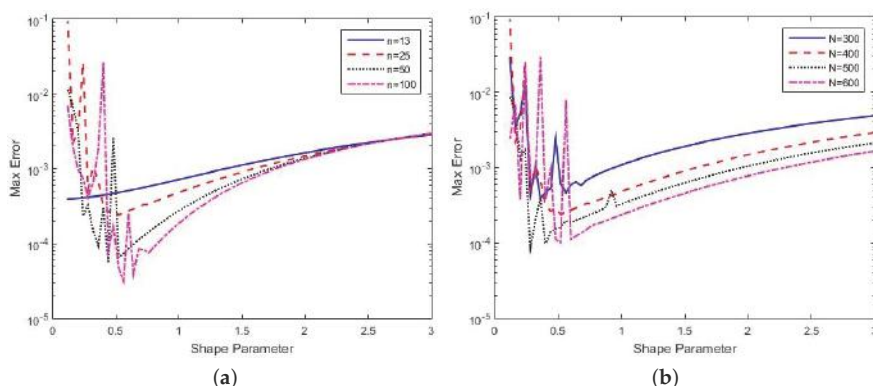 10^-1
10^-2
10^-3
10^-4
10^-5
Max Error
0 0.5 1 1.5 2 2.5 3
Shape Parameter
n=13
n=25
n=50
n=100
(a)
10^-1
10^-2
10^-3
10^-4
10^-5
Max Error
0 0.5 1 1.5 2 2.5 3
Shape Parameter
N=300
N=400
N=500
N=600
(b)